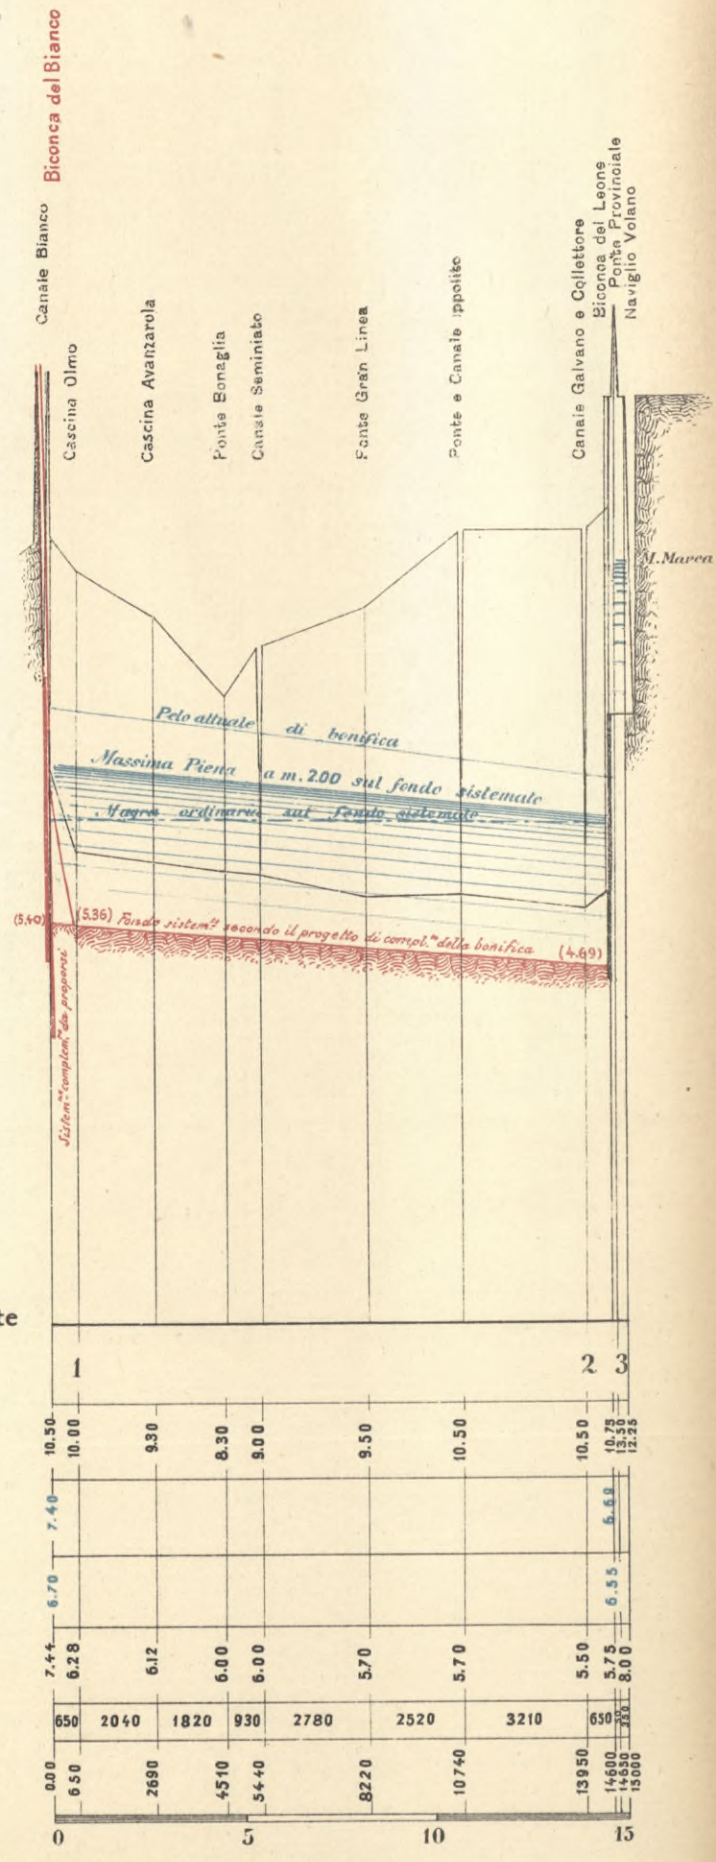 Biconca del Bianco
Canale Bianco
Cascina Olmo
Cascina Avanzarola
Ponte Bonaglia
Canale Seminiato
Ponte Gran Linea
Ponte e Canale Ippolito
Canale Galvano e Collettore
Biconca del Leone
Ponte Provinciale
Naviglio Volano
M. Marea
Pelo attuale di bonifica
Massima Piena a m. 2.00 sul fondo sistemato
Magra ordinaria sul fondo sistemato
(5,40) (5.36) Fondo sistem.to secondo il progetto di compl.to della bonifica (4.69)
Sistem.ne complem.re da proporsi
te
1 2 3
10.50 10.00 9.30 8.30 9.00 9.50 10.50 10.50 10.75 13.50 12.25
7.40 6.69
6.70 6.55
7.44 6.28 6.12 6.00 6.00 5.70 5.70 5.50 5.75 8.00
650 2040 1820 930 2780 2520 3210 650 50 350
0.00 650 2690 4510 5440 8220 10740 13950 14600 14650 15000
0 5 10 15